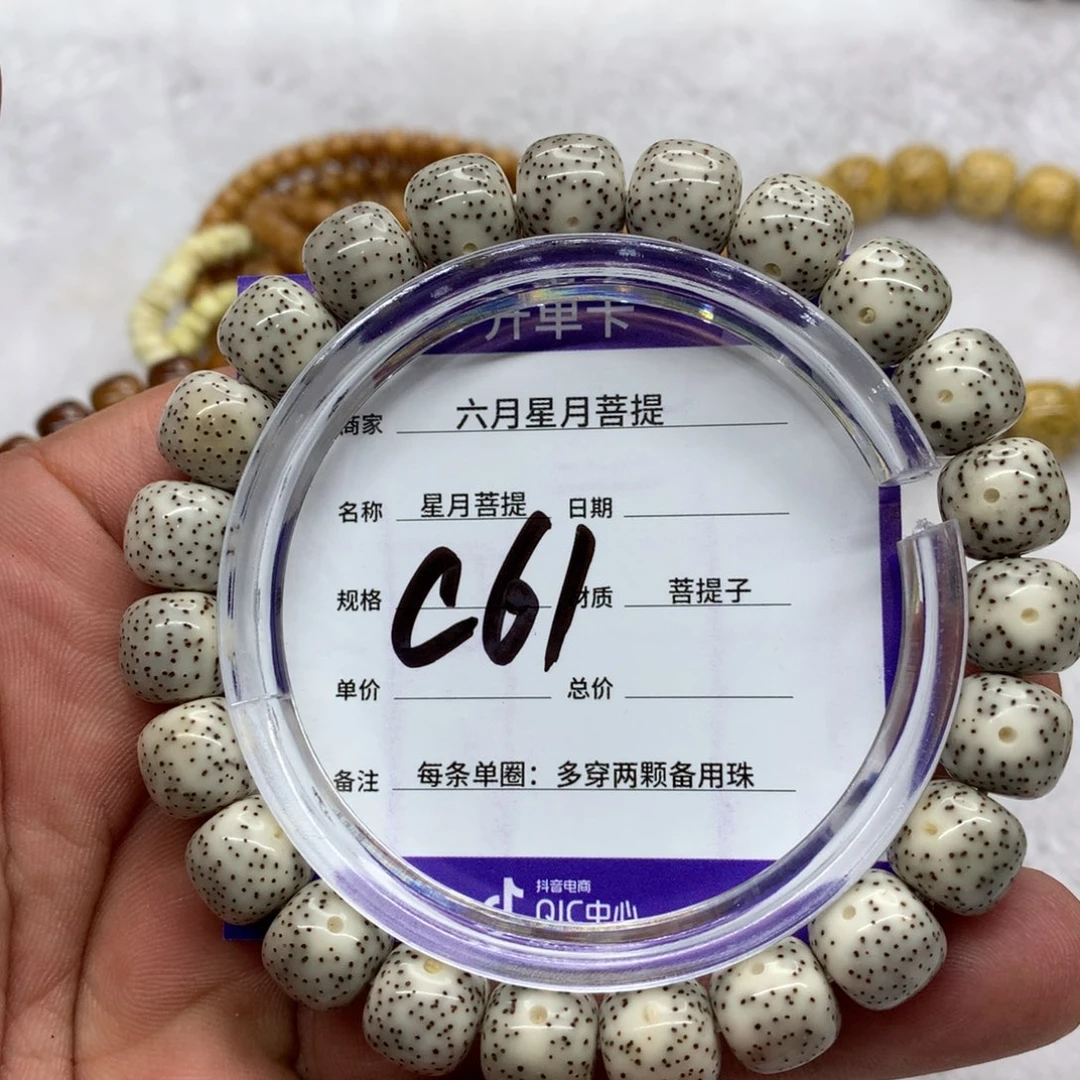 开单卡
商家 六月星月菩提
名称 星月菩提 日期
规格 C61 材质 菩提子
单价 总价
备注 每条单圈：多穿两颗备用珠
抖音电商
QIC中心